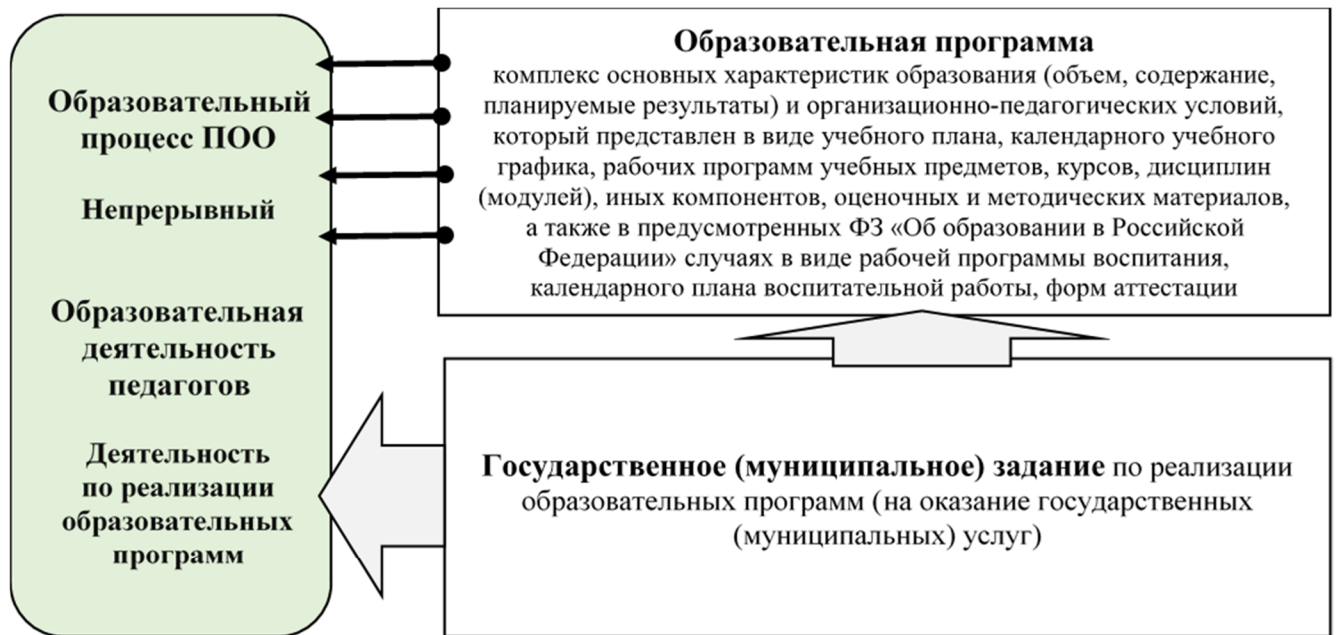 Образовательный
процесс ПОО
Непрерывный
Образовательная
деятельность
педагогов
Деятельность
по реализации
образовательных
программ
Образовательная программа
комплекс основных характеристик образования (объем, содержание,
планируемые результаты) и организационно-педагогических условий,
который представлен в виде учебного плана, календарного учебного
графика, рабочих программ учебных предметов, курсов, дисциплин
(модулей), иных компонентов, оценочных и методических материалов,
а также в предусмотренных ФЗ «Об образовании в Российской
Федерации» случаях в виде рабочей программы воспитания,
календарного плана воспитательной работы, форм аттестации
Государственное (муниципальное) задание по реализации
образовательных программ (на оказание государственных
(муниципальных) услуг)